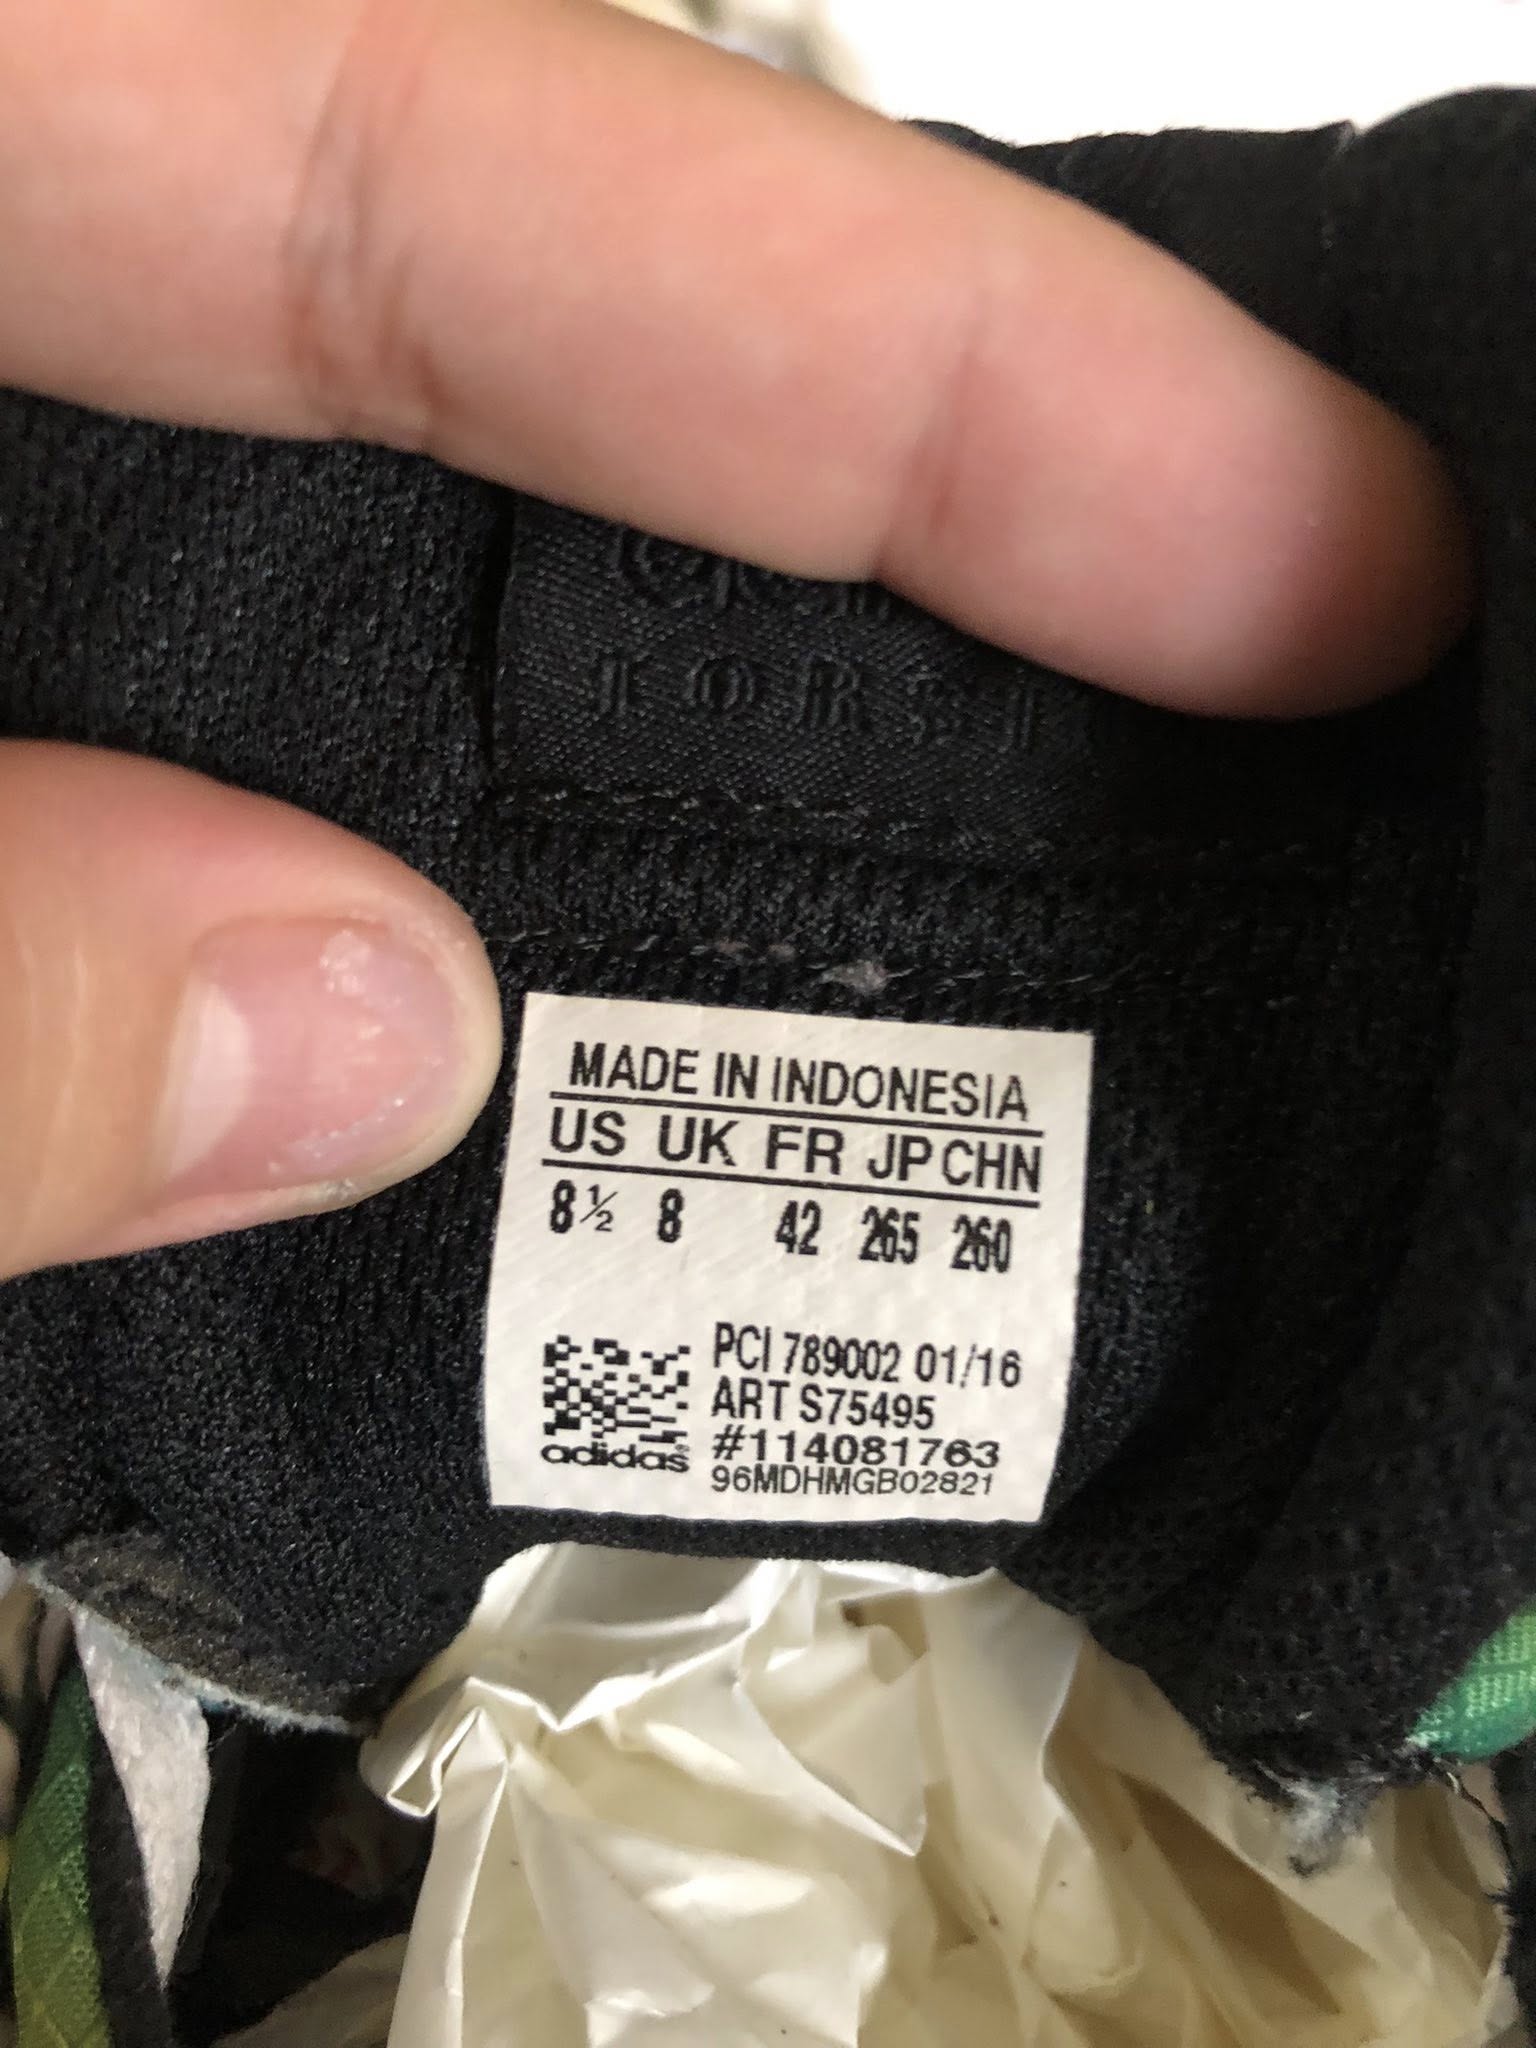 TORSI
MADE IN INDONESIA
US UK FR JP CHN
8½ 8 42 265 260
PCI 789002 01/16
ART S75495
#114081763
adidas®
96MDHMGB02821